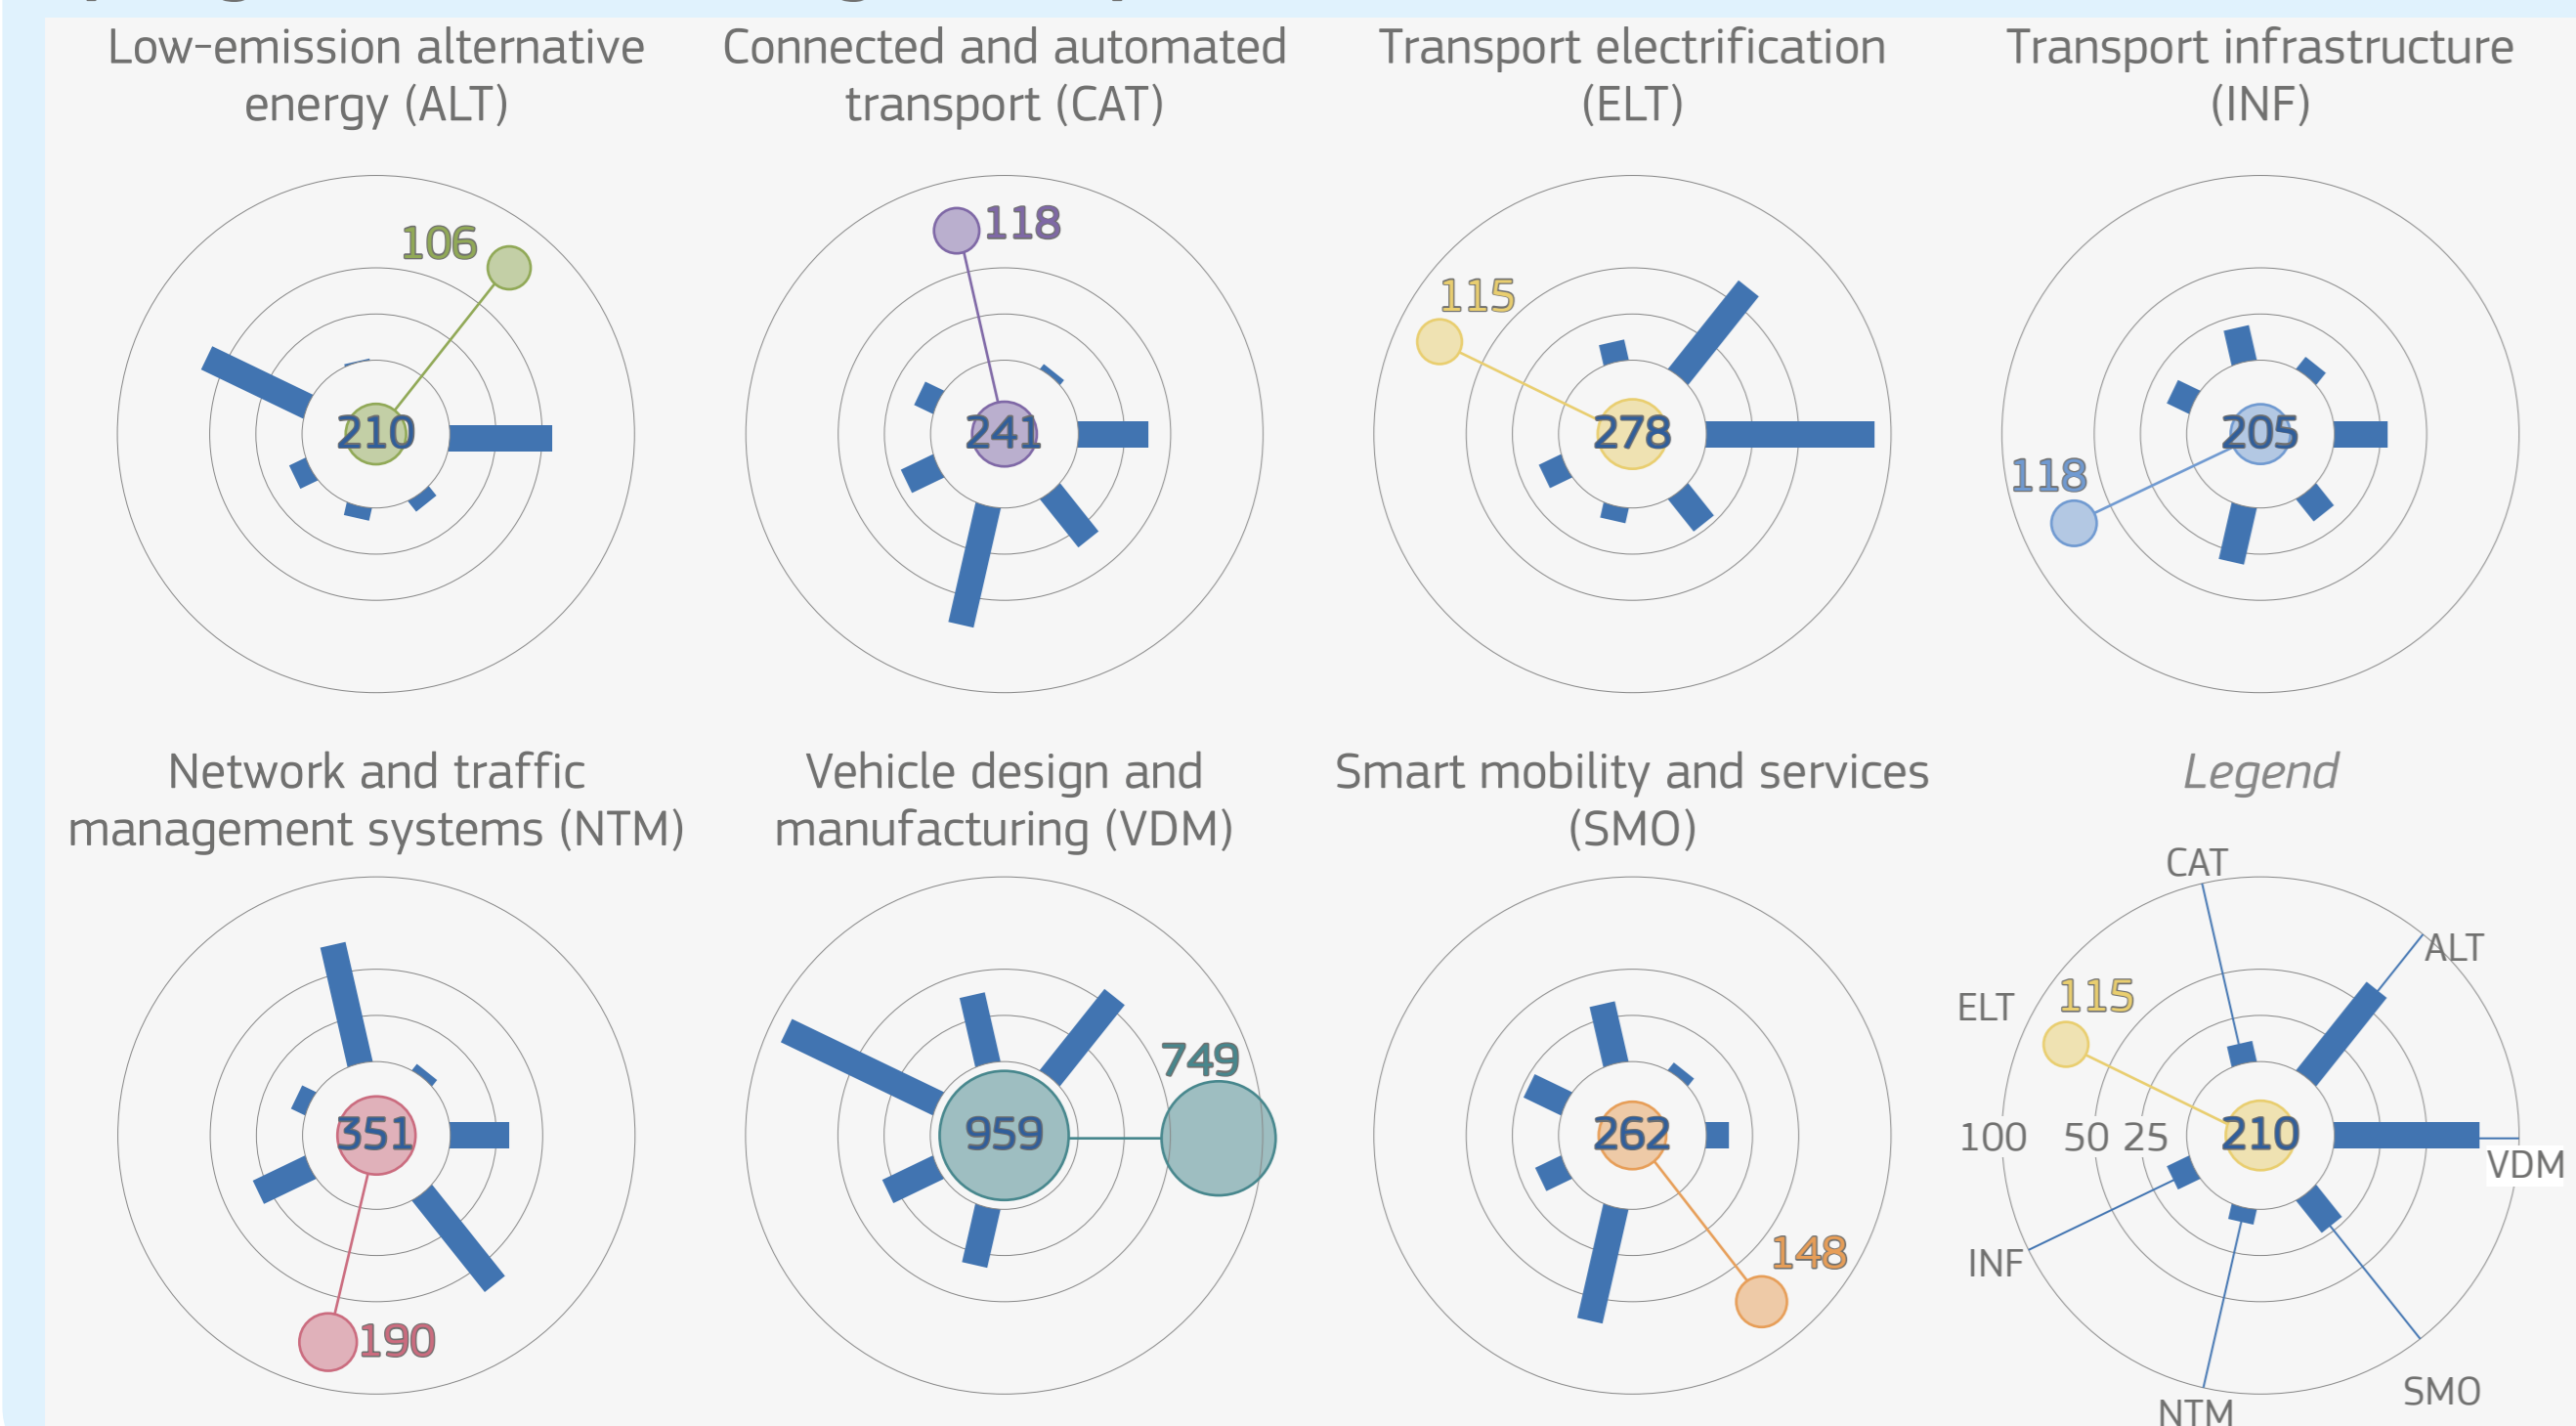 Low-emission alternative
energy (ALT)
Connected and automated
transport (CAT)
Transport electrification
(ELT)
Transport infrastructure
(INF)
106
210
118
241
115
278
118
205
Network and traffic
management systems (NTM)
Vehicle design and
manufacturing (VDM)
Smart mobility and services
(SMO)
Legend
351
190
959
749
262
148
CAT
ALT
ELT
115
100 50 25
210
VDM
INF
SMO
NTM